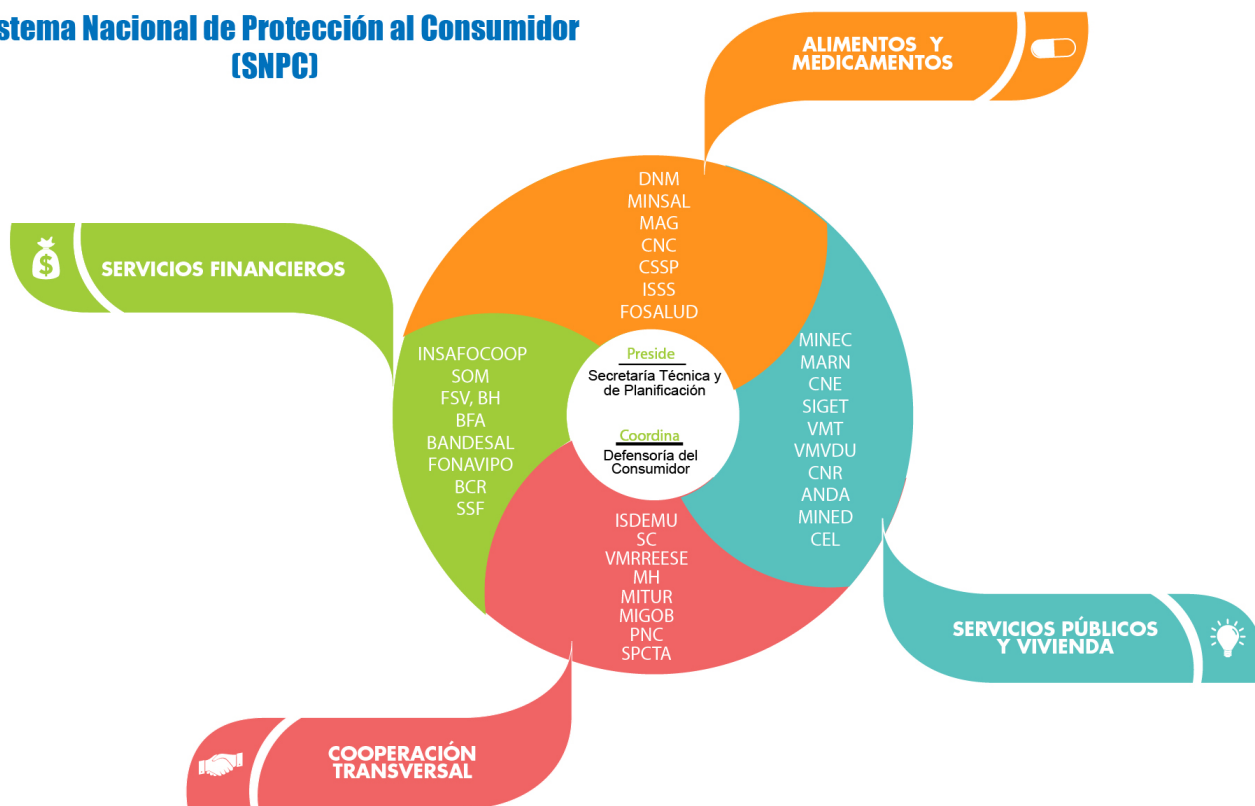 stema Nacional de Protección al Consumidor
(SNPC)
ALIMENTOS Y
MEDICAMENTOS
DNM
MINSAL
MAG
CNC
CSSP
ISSS
FOSALUD
$
SERVICIOS FINANCIEROS
INSAFOCOOP
SOM
FSV, BH
BFA
BANDESAL
FONAVIPO
BCR
SSF
Preside
Secretaría Técnica y
de Planificación
Coordina
Defensoría del
Consumidor
MINEC
MARN
CNE
SIGET
VMT
VMVDU
CNR
ANDA
MINED
CEL
ISDEMU
SC
VMRREESE
MH
MITUR
MIGOB
PNC
SPCTA
SERVICIOS PÚBLICOS
Y VIVIENDA
COOPERACIÓN
TRANSVERSAL